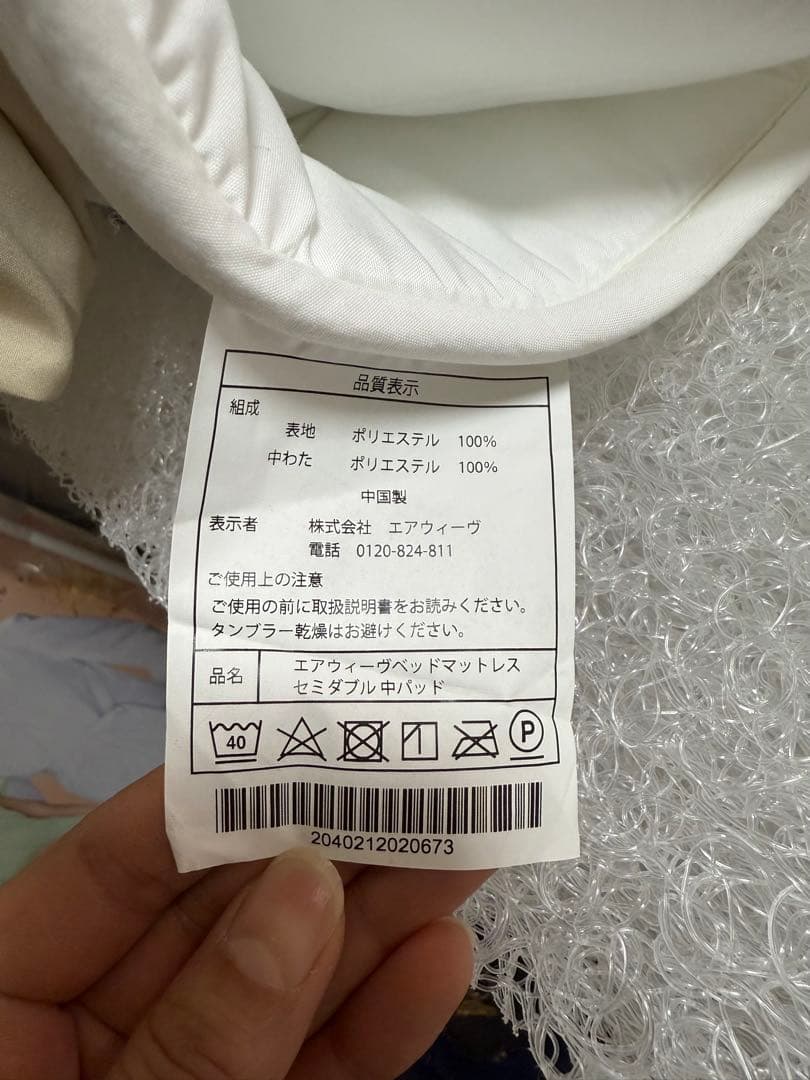 品質表示
組成
表地 ポリエステル 100%
中わた ポリエステル 100%
中国製
表示者 株式会社 エアウィーヴ
電話 0120-824-811
ご使用上の注意
ご使用の前に取扱説明書をお読みください。
タンブラー乾燥はお避けください。
品名 エアウィーヴベッドマットレス
セミダブル 中パッド
40 P
2040212020673